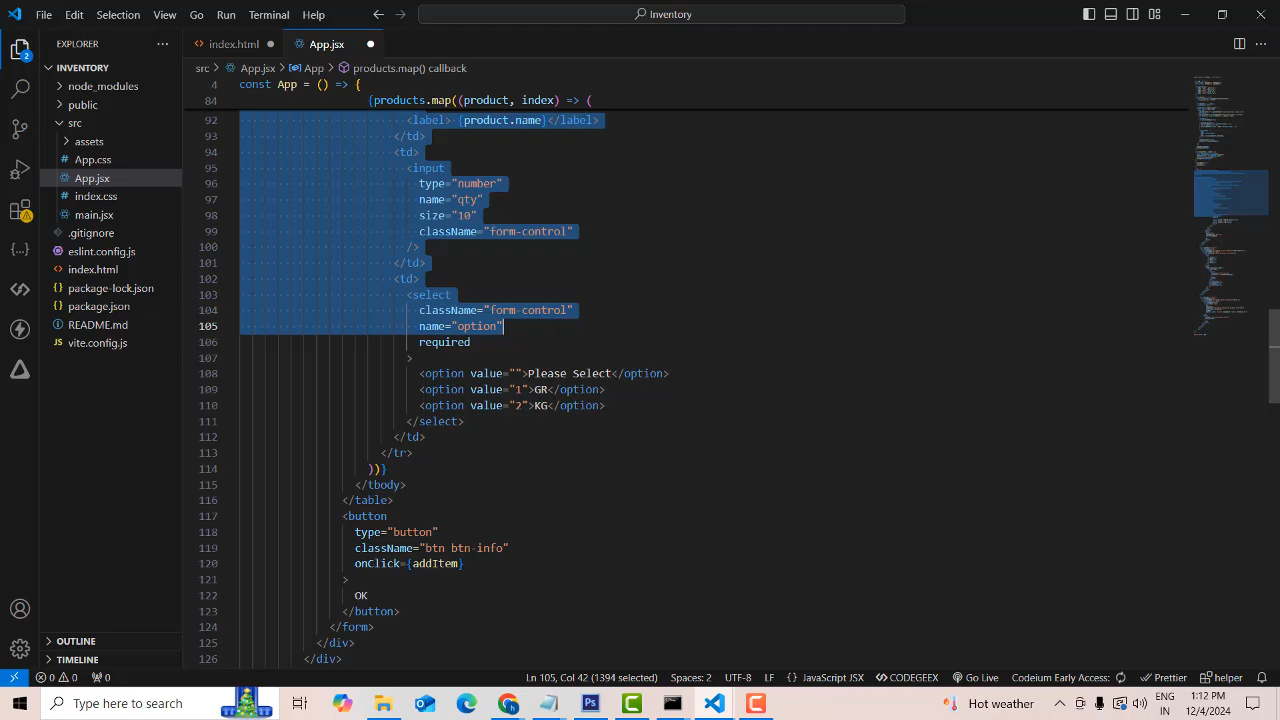 File Edit Selection View Go Run Terminal Help
Inventory
EXPLORER
index.html
App.jsx
INVENTORY
src > App.jsx > App > products.map() callback
4 const App = () => {
84 {products.map((product, index) => (
92 <label> {product.name}</label>
93 </td>
94 <td>
95 <input
96 type="number"
97 name="qty"
98 size="10"
99 className="form-control"
100 />
101 </td>
102 <td>
103 <select
104 className="form-control"
105 name="option"
106 required
107 >
108 <option value="">Please Select</option>
109 <option value="1">GR</option>
110 <option value="2">KG</option>
111 </select>
112 </td>
113 </tr>
114 ))}
115 </tbody>
116 </table>
117 <button
118 type="button"
119 className="btn btn-info"
120 onClick={addItem}
121 >
122 OK
123 </button>
124 </form>
125 </div>
126 </div>
node_modules
public
src
assets
App.css
App.jsx
index.css
main.jsx
.gitignore
eslint.config.js
index.html
package-lock.json
package.json
README.md
vite.config.js
2
OUTLINE
TIMELINE
0 0 0 Ln 105, Col 42 (1394 selected) Spaces: 2 UTF-8 LF {} JavaScript JSX CODEGEEX Go Live Codeium Early Access Prettier helper
Type here to search
Poor weather
IN
1:12 PM
12/4/2024